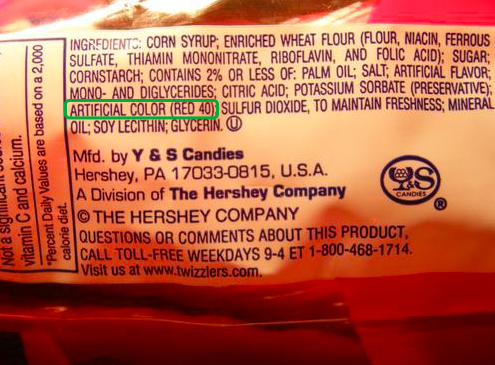 Not a significant source
vitamin C and calcium.
*Percent Daily Values are based on a 2,000
calorie diet.
INGREDIENTS: CORN SYRUP; ENRICHED WHEAT FLOUR (FLOUR, NIACIN, FERROUS
SULFATE, THIAMIN MONONITRATE, RIBOFLAVIN, AND FOLIC ACID); SUGAR;
CORNSTARCH; CONTAINS 2% OR LESS OF: PALM OIL; SALT; ARTIFICIAL FLAVOR;
MONO- AND DIGLYCERIDES; CITRIC ACID; POTASSIUM SORBATE (PRESERVATIVE);
ARTIFICIAL COLOR (RED 40); SULFUR DIOXIDE, TO MAINTAIN FRESHNESS; MINERAL
OIL; SOY LECITHIN; GLYCERIN. Ⓤ
Mfd. by Y & S Candies
Hershey, PA 17033-0815, U.S.A.
A Division of The Hershey Company
© THE HERSHEY COMPANY
QUESTIONS OR COMMENTS ABOUT THIS PRODUCT,
CALL TOLL-FREE WEEKDAYS 9-4 ET 1-800-468-1714.
Visit us at www.twizzlers.com.
Y&S
CANDIES
®